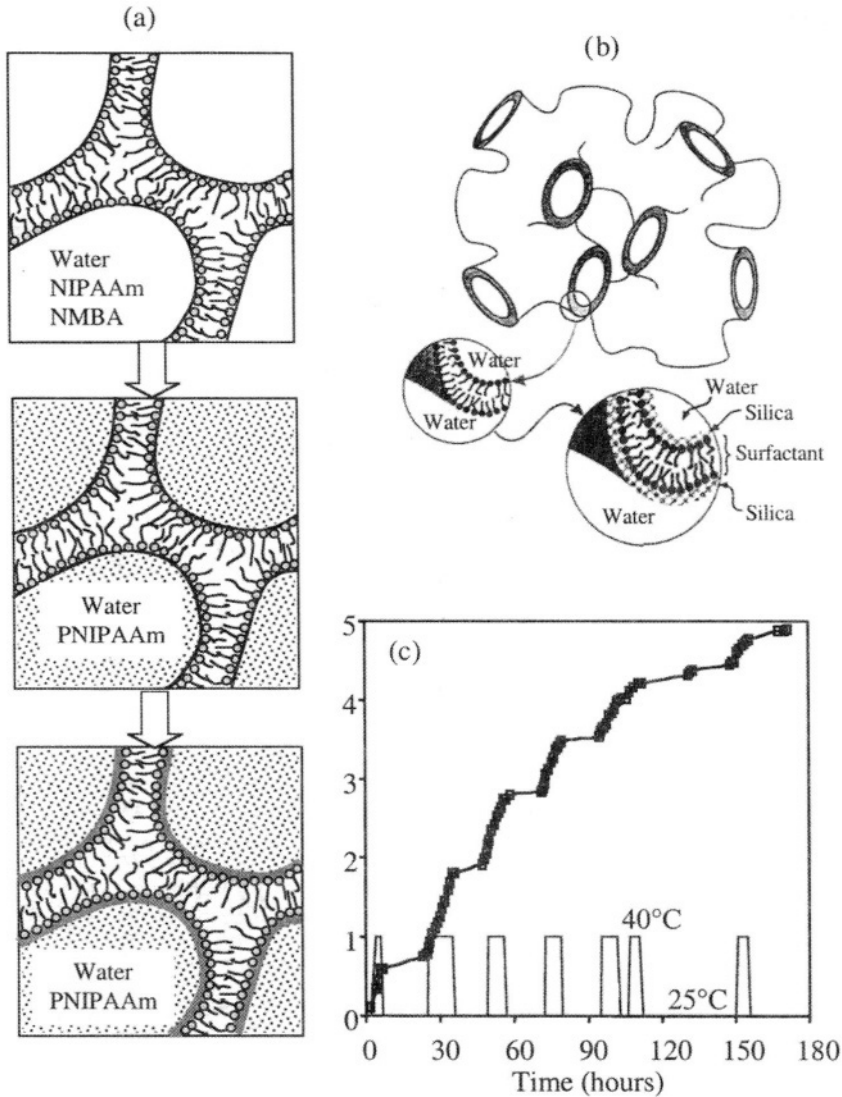 (a)
Water
NIPAAm
NMBA
Water
PNIPAAm
Water
PNIPAAm
(b)
Water
Water
Water
Silica
Surfactant
Silica
Water
(c)
5
4
3
2
1
0
40°C
25°C
0 30 60 90 120 150 180
Time (hours)